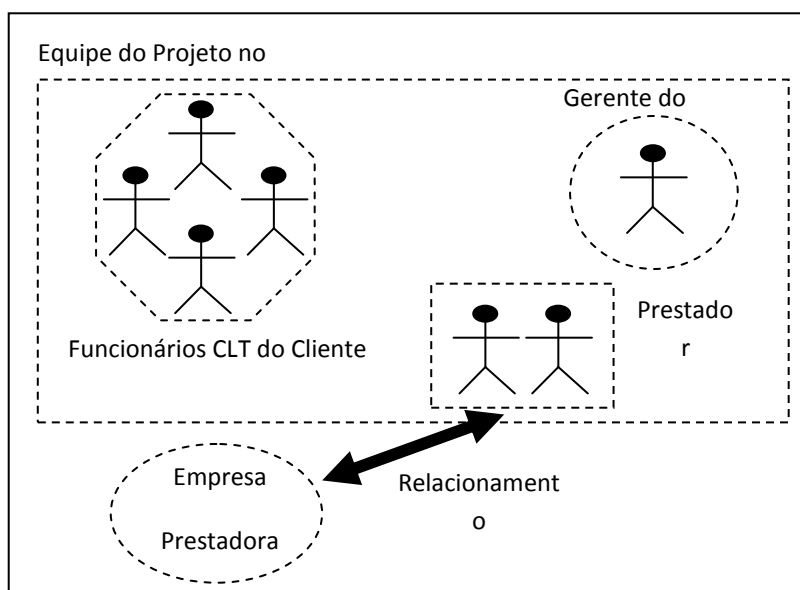 Equipe do Projeto no
Gerente do
Funcionários CLT do Cliente
Prestado
r
Empresa
Prestadora
Relacionament
o